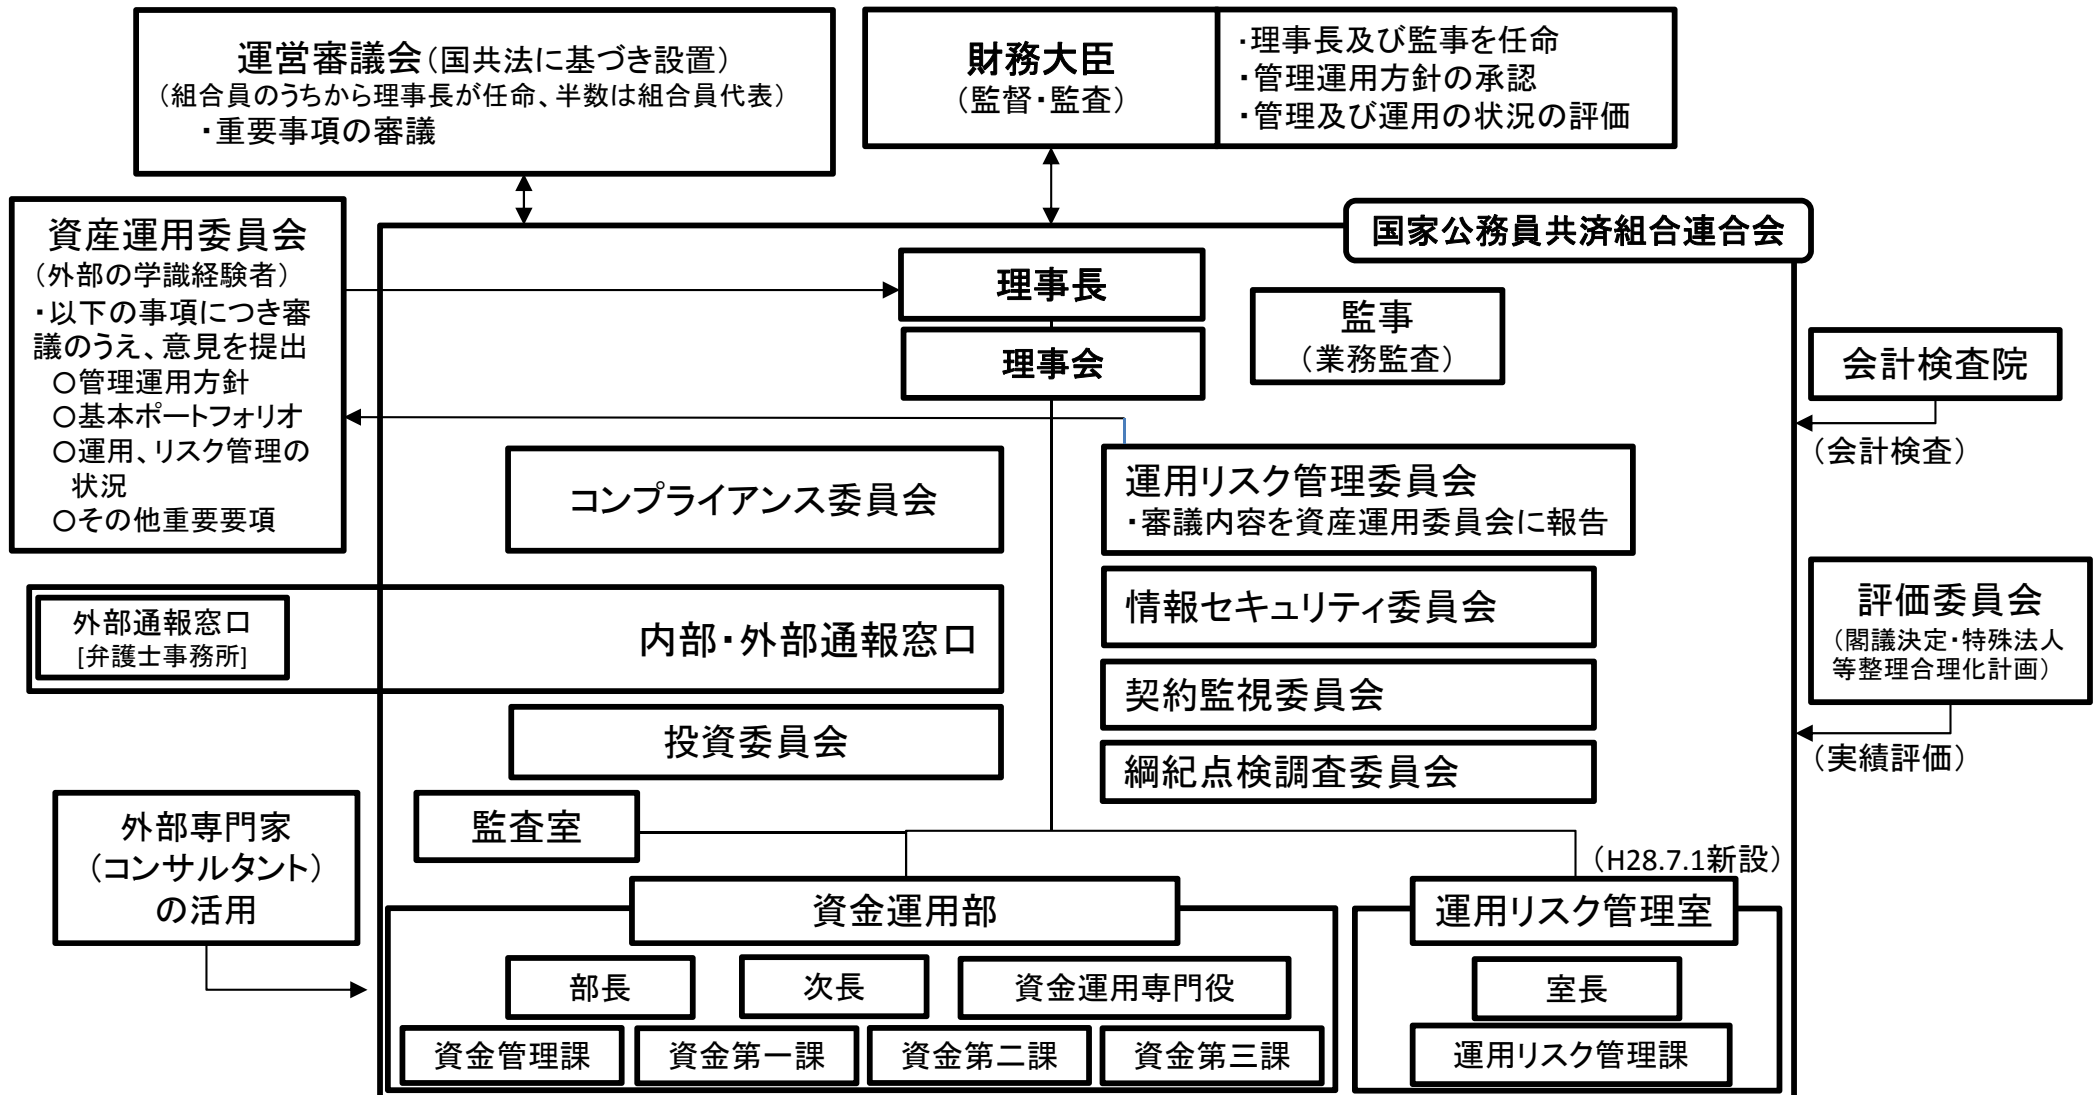 運営審議会(国共法に基づき設置)
(組合員のうちから理事長が任命、半数は組合員代表)
・重要事項の審議
財務大臣
(監督・監査)
・理事長及び監事を任命
・管理運用方針の承認
・管理及び運用の状況の評価
国家公務員共済組合連合会
資産運用委員会
(外部の学識経験者)
・以下の事項につき審
議のうえ、意見を提出
○管理運用方針
○基本ポートフォリオ
○運用、リスク管理の
状況
○その他重要要項
理事長
理事会
監事
(業務監査)
会計検査院
(会計検査)
コンプライアンス委員会
運用リスク管理委員会
・審議内容を資産運用委員会に報告
外部通報窓口
[弁護士事務所]
内部・外部通報窓口
情報セキュリティ委員会
評価委員会
(閣議決定・特殊法人
等整理合理化計画)
(実績評価)
契約監視委員会
投資委員会
綱紀点検調査委員会
外部専門家
(コンサルタント)
の活用
監査室
(H28.7.1新設)
資金運用部
運用リスク管理室
部長
次長
資金運用専門役
室長
資金管理課
資金第一課
資金第二課
資金第三課
運用リスク管理課